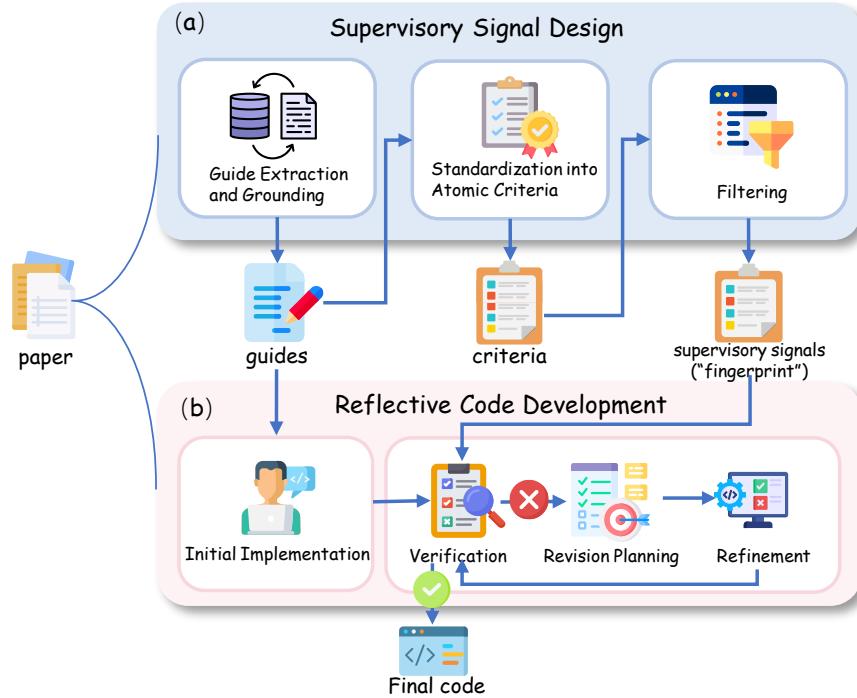 (a)
Supervisory Signal Design
Guide Extraction
and Grounding
Standardization into
Atomic Criteria
Filtering
paper
guides
criteria
supervisory signals
("fingerprint")
(b)
Reflective Code Development
Initial Implementation
Verification
Revision Planning
Refinement
Final code